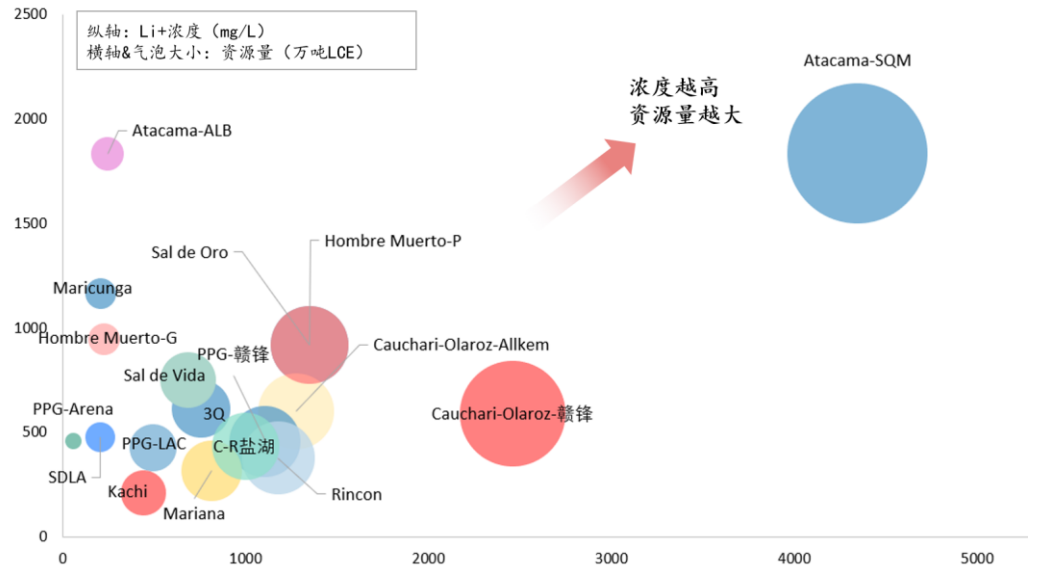 2500
纵轴: Li+浓度 (mg/L)
横轴&气泡大小: 资源量 (万吨LCE)
Atacama-SQM
浓度越高
资源量越大
2000
Atacama-ALB
1500
Hombre Muerto-P
Sal de Oro
Maricunga
1000
Hombre Muerto-G
Cauchari-Olaroz-Allkem
PPG-赣锋
Sal de Vida
PPG-Arena
3Q
Cauchari-Olaroz-赣锋
500
PPG-LAC
C-R盐湖
SDLA
Kachi
Rincon
Mariana
0
0
1000
2000
3000
4000
5000